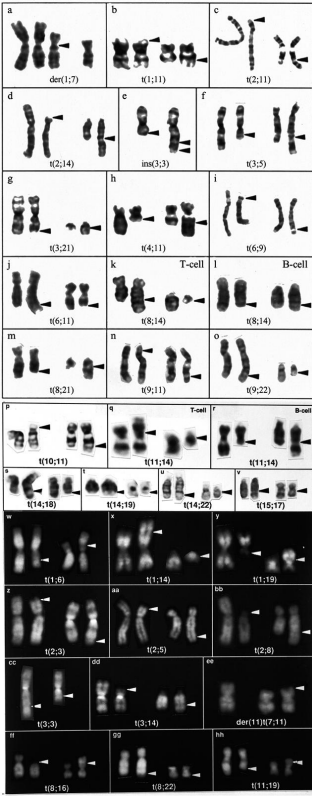 a b c
der(1;7) t(1;11) t(2;11)
d e f
t(2;14) ins(3;3) t(3;5)
g h i
t(3;21) t(4;11) t(6;9)
j k T-cell l B-cell
t(6;11) t(8;14) t(8;14)
m n o
t(8;21) t(9;11) t(9;22)
p q T-cell r B-cell
t(10;11) t(11;14) t(11;14)
s t u v
t(14;18) t(14;19) t(14;22) t(15;17)
w x y
t(1;6) t(1;14) t(1;19)
z aa bb
t(2;3) t(2;5) t(2;8)
cc dd ee
t(3;3) t(3;14) der(11)t(7;11)
ff gg hh
t(8;16) t(8;22) t(11;19)